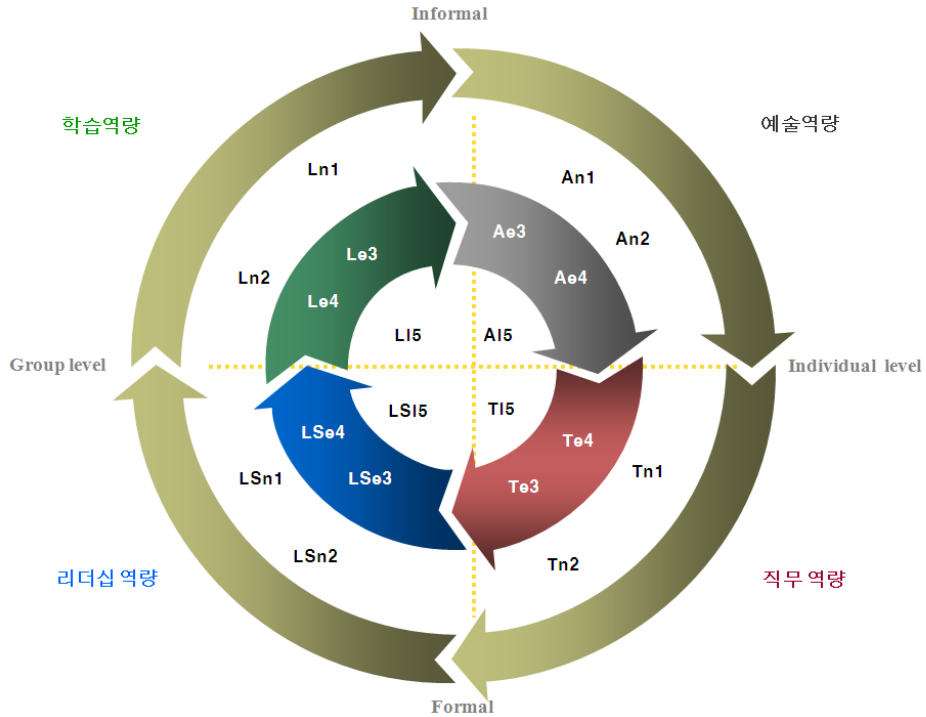 Informal
학습역량
예술역량
Ln1
An1
Ae3
An2
Le3
Ln2
Ae4
Le4
LI5
AI5
Group level
Individual level
LSI5
TI5
LSe4
Te4
LSn1
LSe3
Te3
Tn1
LSn2
Tn2
리더십 역량
직무 역량
Formal